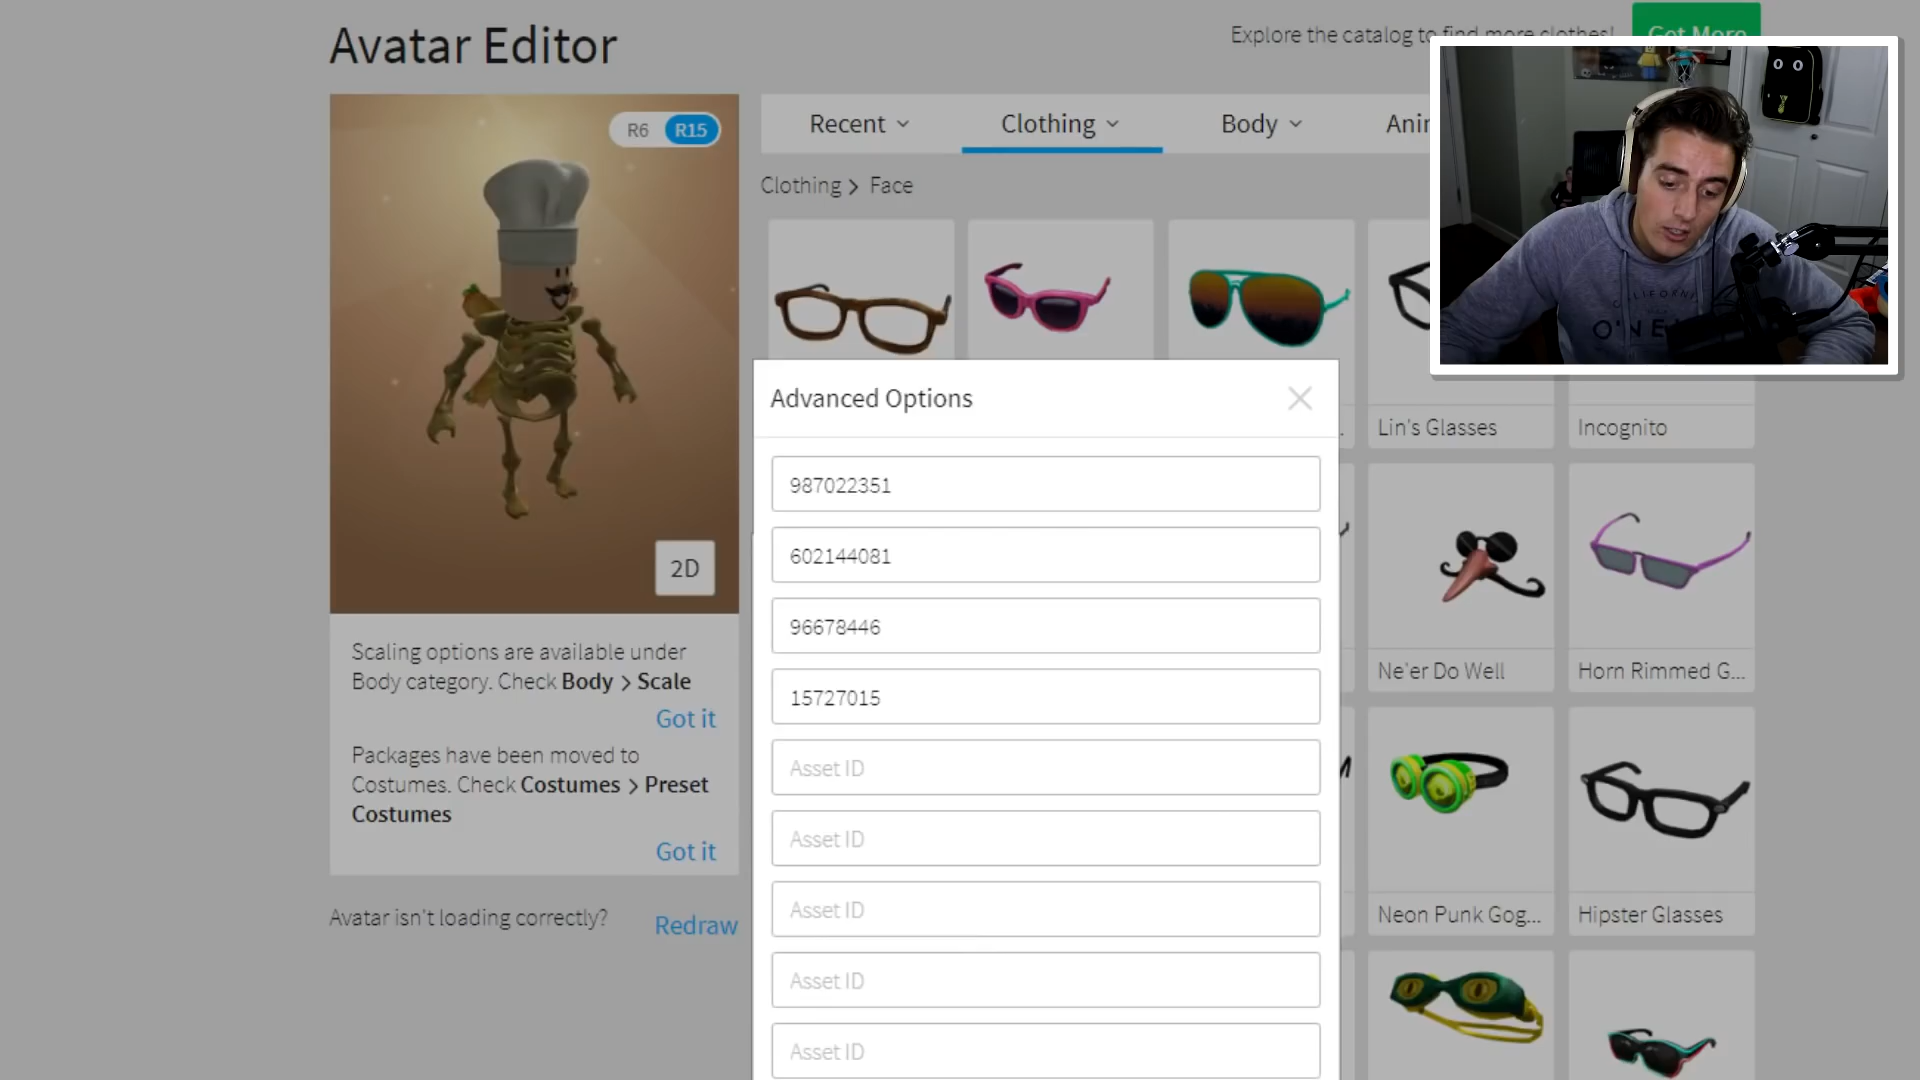 Avatar Editor
Explore the catalog to find more clothes!
Get More
R6
R15
Recent
Clothing
Body
Clothing > Face
2D
Scaling options are available under
Body category. Check Body > Scale
Got it
Packages have been moved to
Costumes. Check Costumes > Preset
Costumes
Got it
Avatar isn't loading correctly?
Redraw
Advanced Options
987022351
602144081
96678446
15727015
Asset ID
Asset ID
Asset ID
Asset ID
Asset ID
Lin's Glasses
Incognito
Ne'er Do Well
Horn Rimmed G...
Neon Punk Gog...
Hipster Glasses